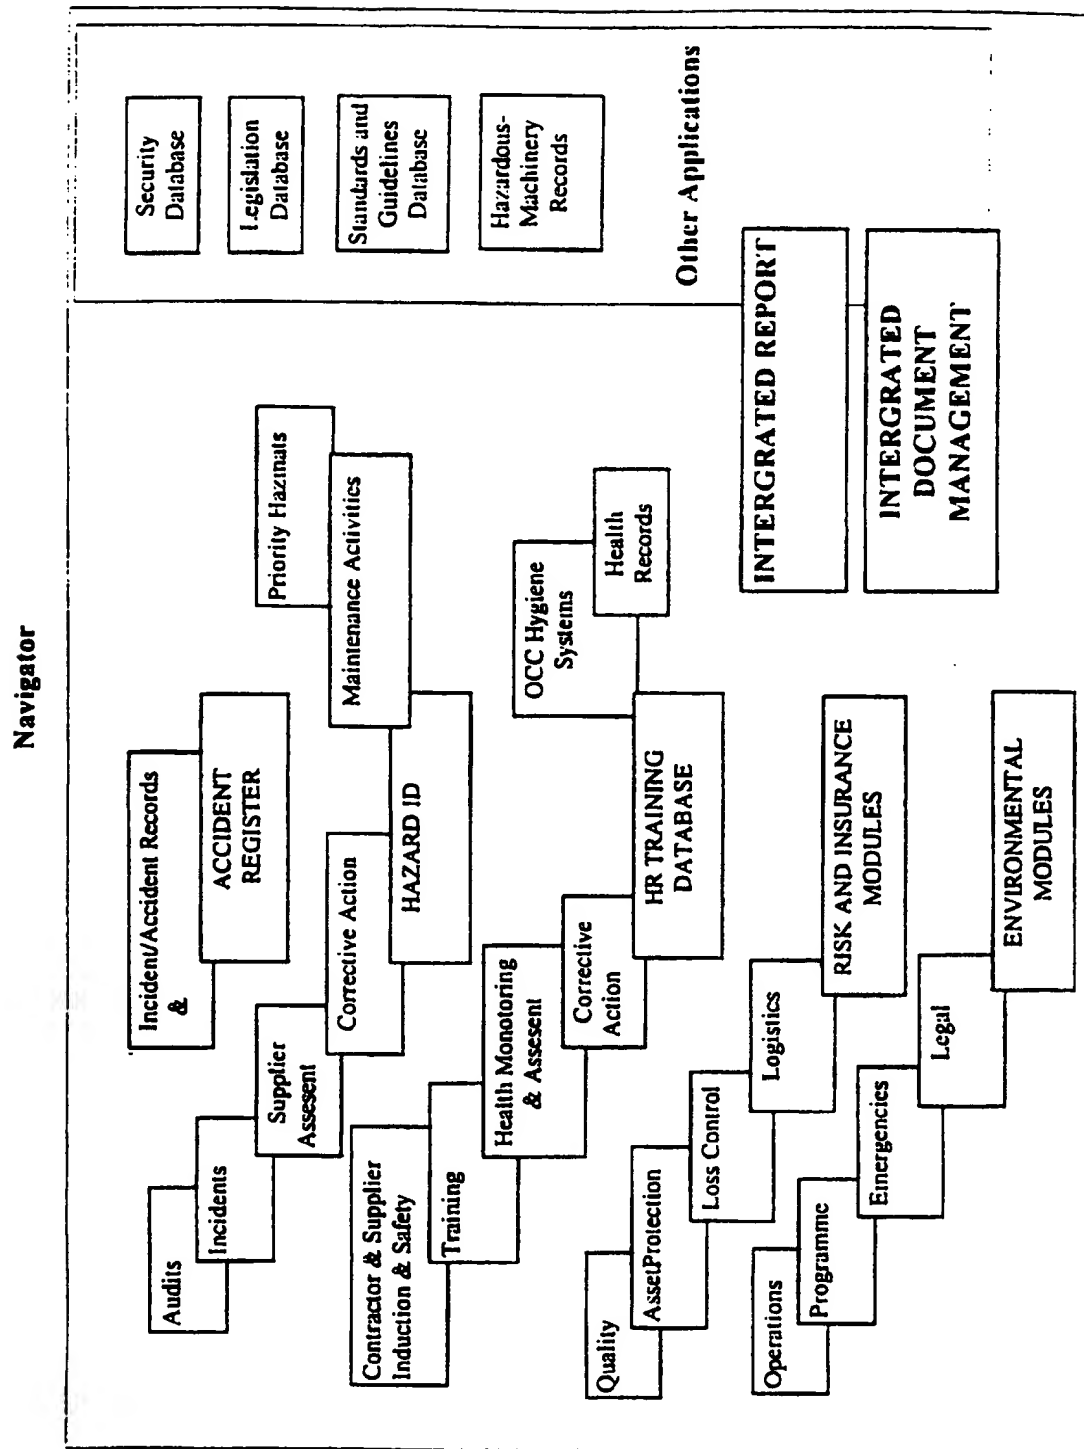 Navigator
Incident/Accident Records
&
ACCIDENT
REGISTER
Audits
Incidents
Supplier
Assesent
Corrective Action
HAZARD ID
Maintenance Activities
Priority Hazmats
Contractor & Supplier
Induction & Safety
Training
Health Monotoring
& Assesent
Corrective
Action
HR TRAINING
DATABASE
OCC Hygiene
Systems
Health
Records
Quality
AssetProtection
Loss Control
Logistics
RISK AND INSURANCE
MODULES
Operations
Programme
Emergencies
Legal
ENVIRONMENTAL
MODULES
Security
Database
Legislation
Database
Standards and
Guidelines
Database
Hazardous-
Machinery
Records
Other Applications
INTERGRATED REPORT
INTERGRATED
DOCUMENT
MANAGEMENT